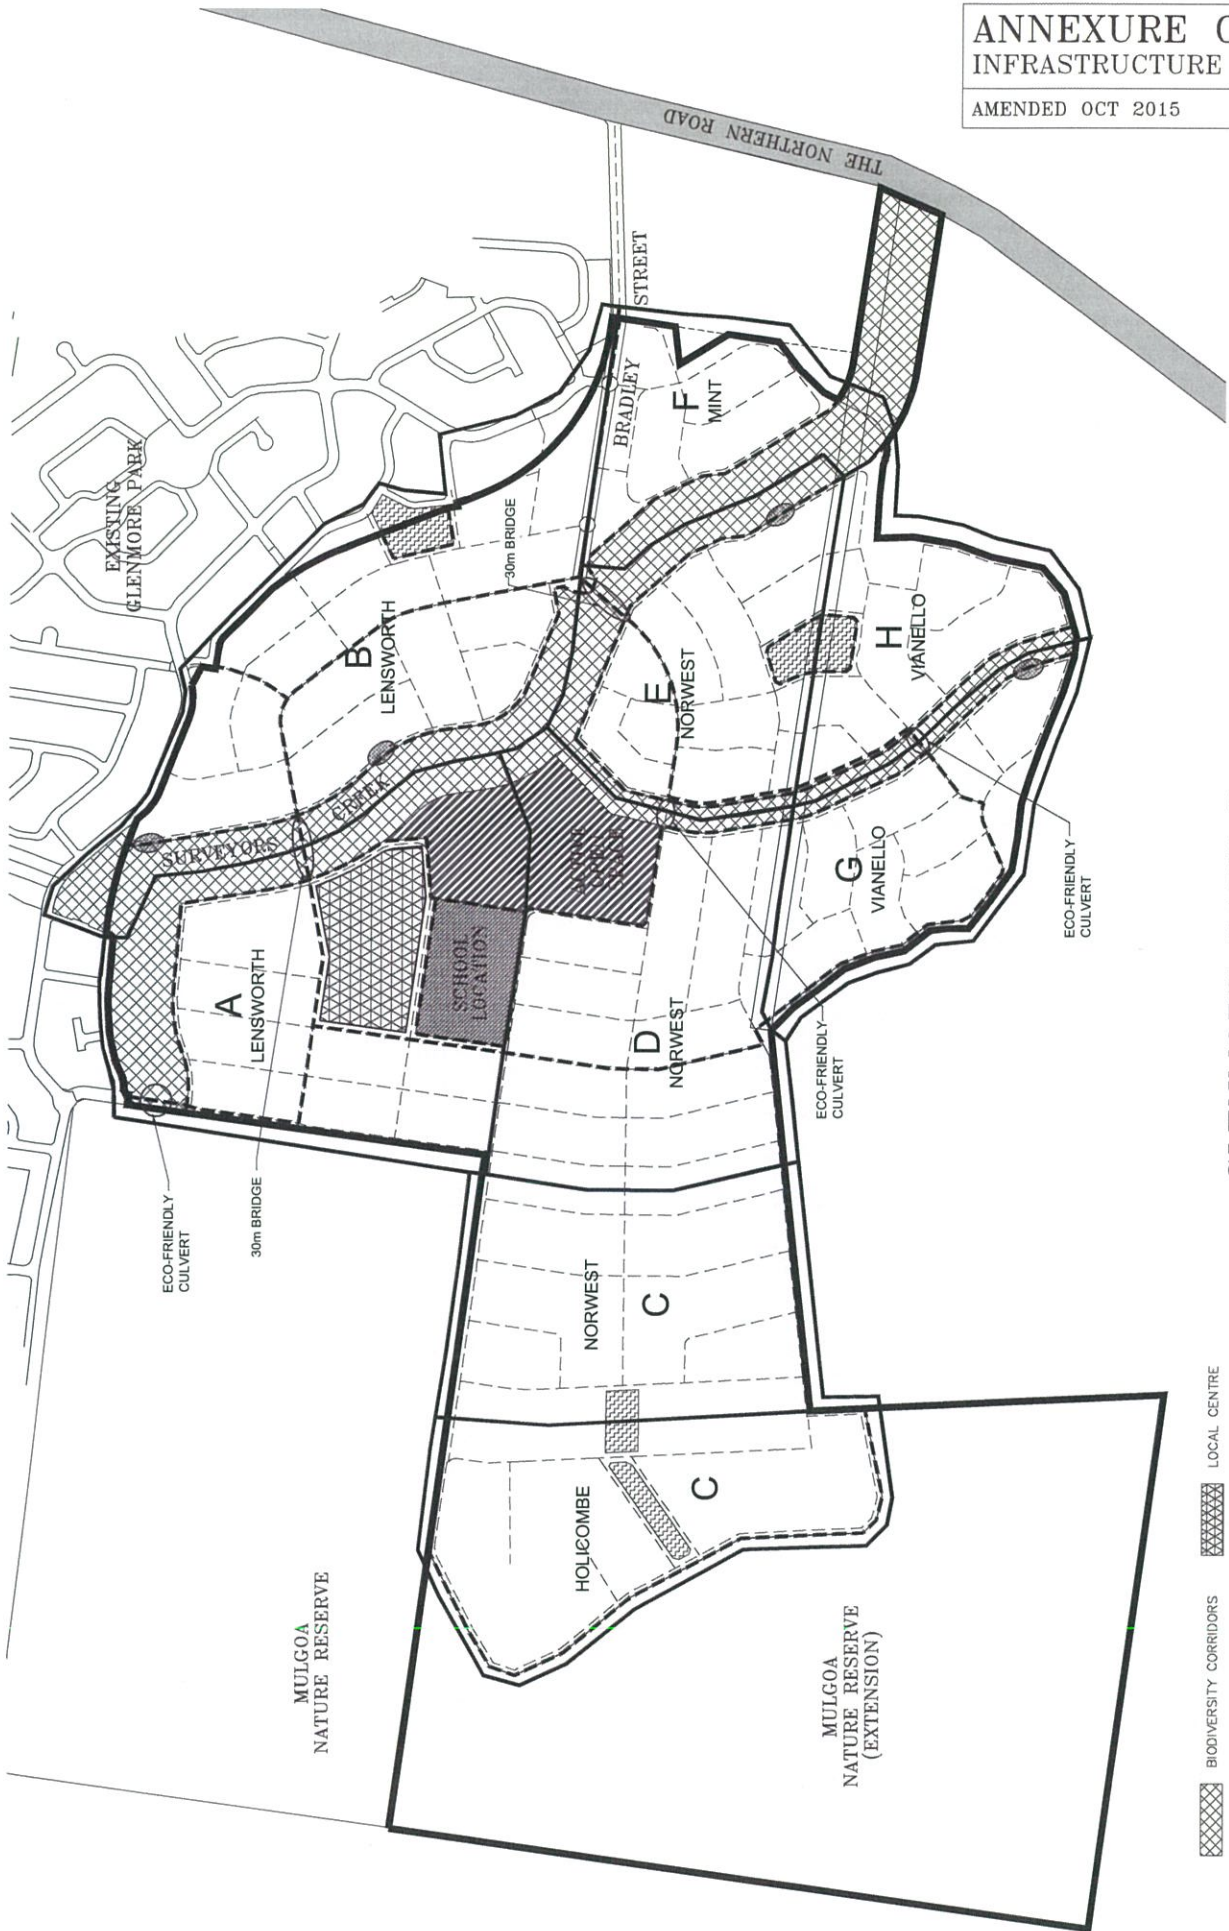 ANNEXURE
INFRASTRUCTURE
AMENDED OCT 2015
THE NORTHERN ROAD
EXISTING
GLENMORE PARK
BRADLEY
STREET
F
MINT
30m BRIDGE
B
LENSWORTH
E
NORWEST
H
VIANELLO
SURVEYORS
CREEK
G
VIANELLO
ECO-FRIENDLY
CULVERT
A
LENSWORTH
SCHOOL
LOCATION
D
NORWEST
ECO-FRIENDLY
CULVERT
ECO-FRIENDLY
CULVERT
30m BRIDGE
NORWEST
C
HOLICOMBE
C
MULGOA
NATURE RESERVE
MULGOA
NATURE RESERVE
(EXTENSION)
LOCAL CENTRE
BIODIVERSITY CORRIDORS